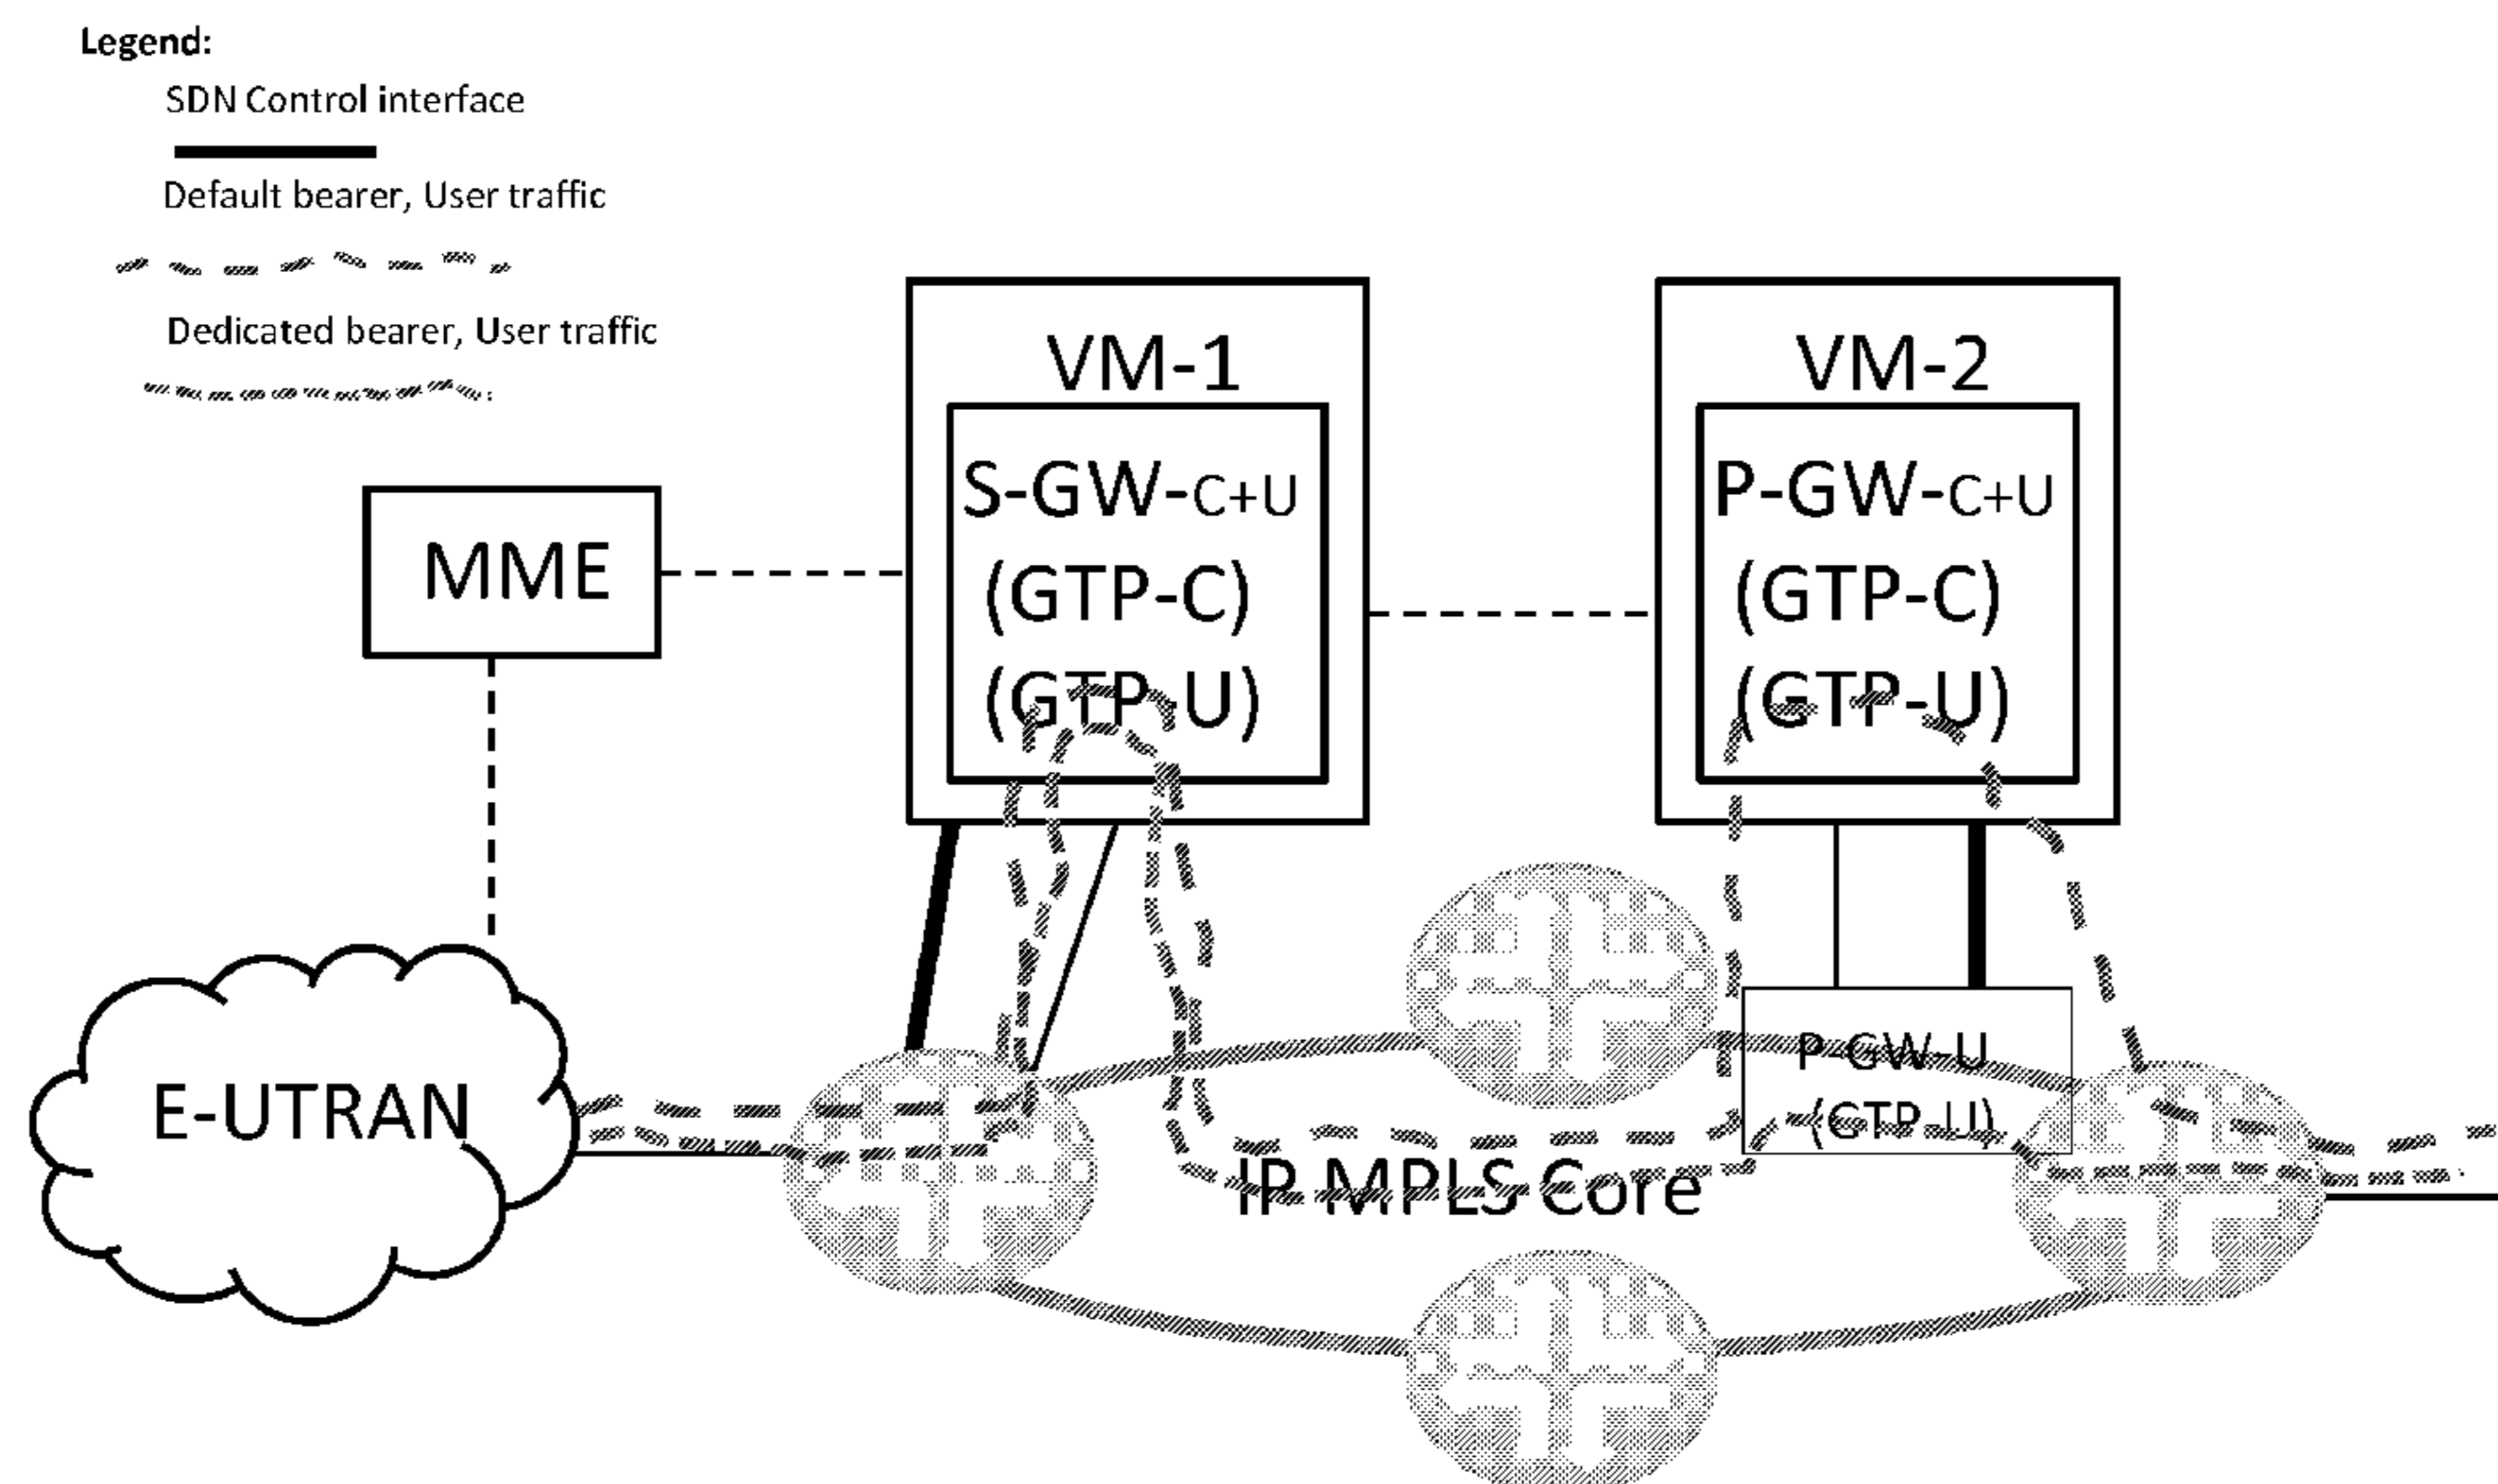 Legend:
SDN Control interface
Default bearer, User traffic
Dedicated bearer, User traffic
VM-1
S-GW-C+U
(GTP-C)
(GTP-U)
VM-2
P-GW-C+U
(GTP-C)
(GTP-U)
MME
E-UTRAN
P-GW-U
(GTP-U)
IP MPLS Core